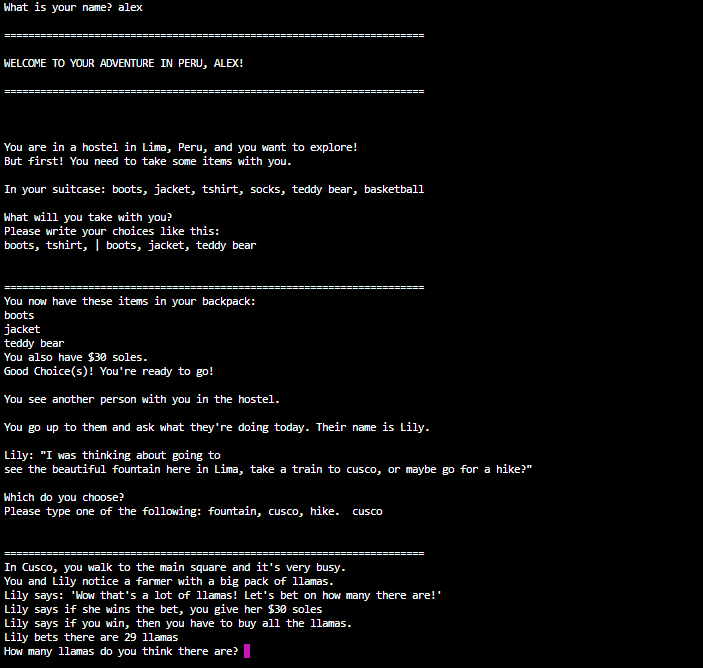 What is your name? alex
======================================================================
WELCOME TO YOUR ADVENTURE IN PERU, ALEX!
======================================================================
You are in a hostel in Lima, Peru, and you want to explore!
But first! You need to take some items with you.
In your suitcase: boots, jacket, tshirt, socks, teddy bear, basketball
What will you take with you?
Please write your choices like this:
boots, tshirt, | boots, jacket, teddy bear
======================================================================
You now have these items in your backpack:
boots
jacket
teddy bear
You also have $30 soles.
Good Choice(s)! You're ready to go!
You see another person with you in the hostel.
You go up to them and ask what they're doing today. Their name is Lily.
Lily: "I was thinking about going to
see the beautiful fountain here in Lima, take a train to cusco, or maybe go for a hike?"
Which do you choose?
Please type one of the following: fountain, cusco, hike.  cusco
======================================================================
In Cusco, you walk to the main square and it's very busy.
You and Lily notice a farmer with a big pack of llamas.
Lily says: 'Wow that's a lot of llamas! Let's bet on how many there are!'
Lily says if she wins the bet, you give her $30 soles
Lily says if you win, then you have to buy all the llamas.
Lily bets there are 29 llamas
How many llamas do you think there are?